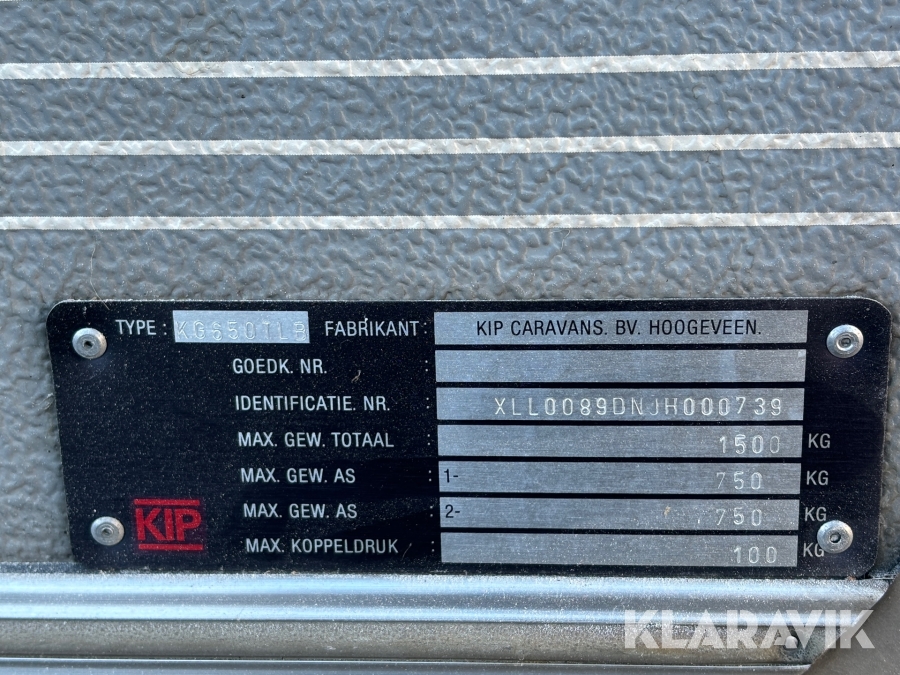 TYPE : KGS50TLB FABRIKANT : KIP CARAVANS. BV. HOOGEVEEN.
GOEDK. NR. :
IDENTIFICATIE. NR. : XLL0089DNJH000739
MAX. GEW. TOTAAL : 1500 KG
MAX. GEW. AS : 1- 750 KG
MAX. GEW. AS : 2- 750 KG
MAX. KOPPELDRUK : 100 KG
KIP
KLARAVIK